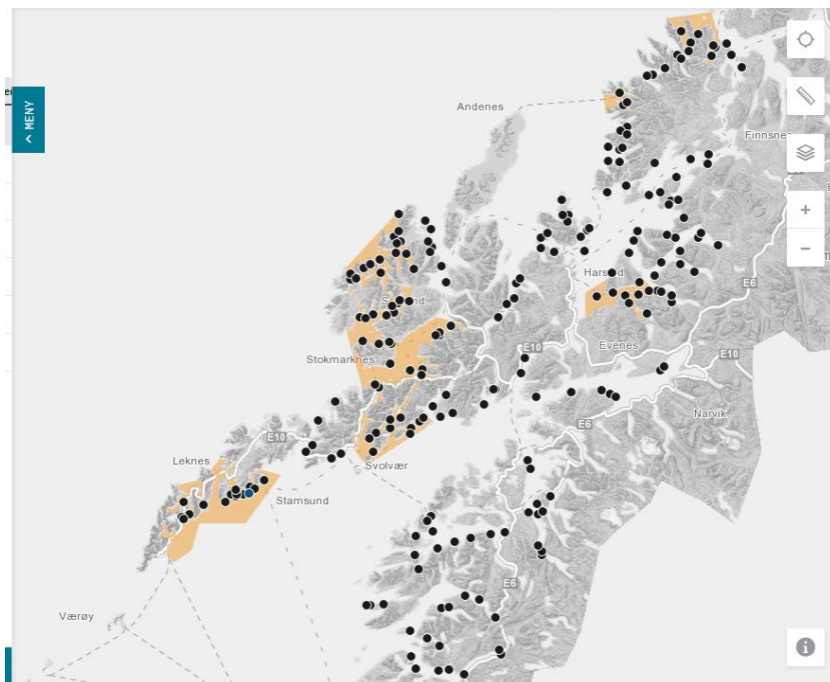 MENY
Andenes
Finnsnes
E6
Harstad
Stokmarknes
E10
Evenes
E10
Narvik
E10
E6
Leknes
Svolvær
Stamsund
E6
Værøy
+
−
i